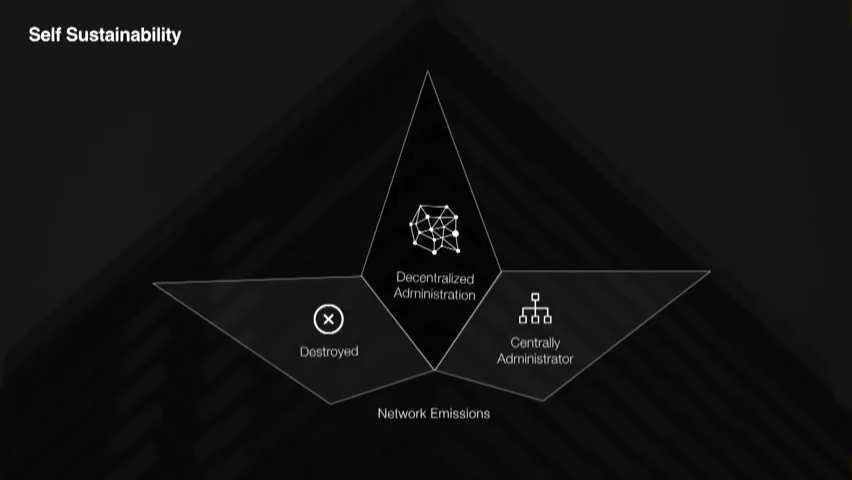 Self Sustainability
Decentralized
Administration
Destroyed
Centrally
Administrator
Network Emissions